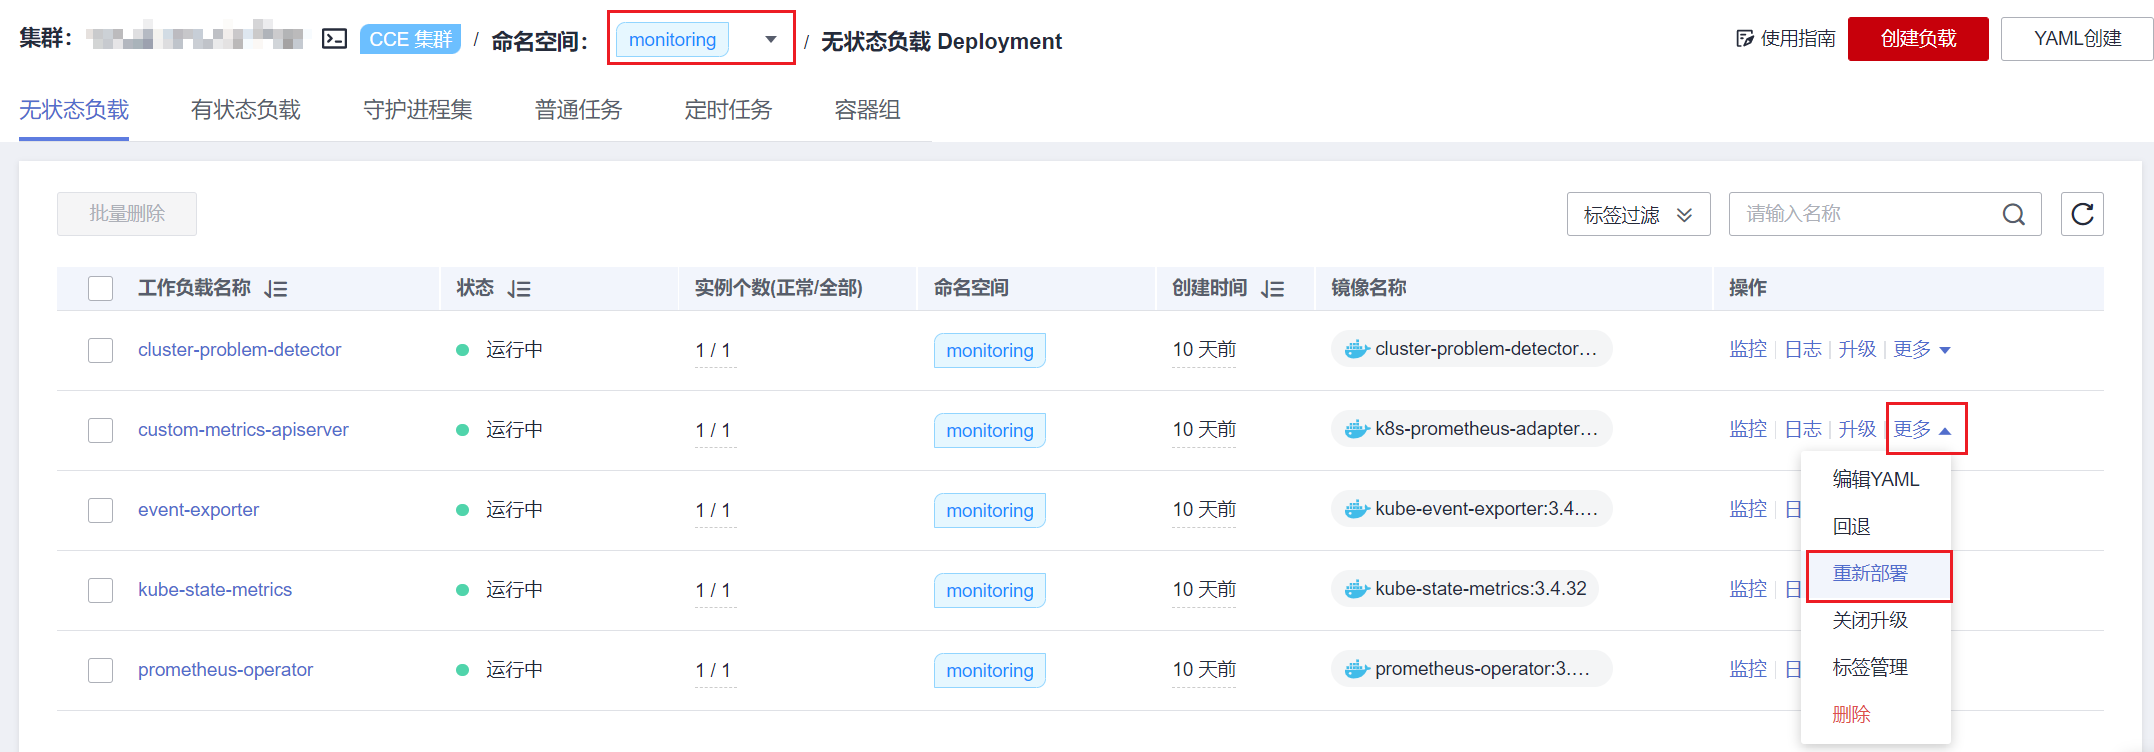 集群： CCE 集群 / 命名空间： monitoring / 无状态负载 Deployment 使用指南 创建负载 YAML创建
无状态负载 有状态负载 守护进程集 普通任务 定时任务 容器组
批量删除 标签过滤 请输入名称
工作负载名称 状态 实例个数(正常/全部) 命名空间 创建时间 镜像名称 操作
cluster-problem-detector 运行中 1 / 1 monitoring 10 天前 cluster-problem-detector... 监控 日志 升级 更多
custom-metrics-apiserver 运行中 1 / 1 monitoring 10 天前 k8s-prometheus-adapter... 监控 日志 升级 更多
编辑YAML
event-exporter 运行中 1 / 1 monitoring 10 天前 kube-event-exporter:3.4.... 监控 日
回退
重新部署
kube-state-metrics 运行中 1 / 1 monitoring 10 天前 kube-state-metrics:3.4.32 监控 日
关闭升级
prometheus-operator 运行中 1 / 1 monitoring 10 天前 prometheus-operator:3.... 监控 日
标签管理
删除